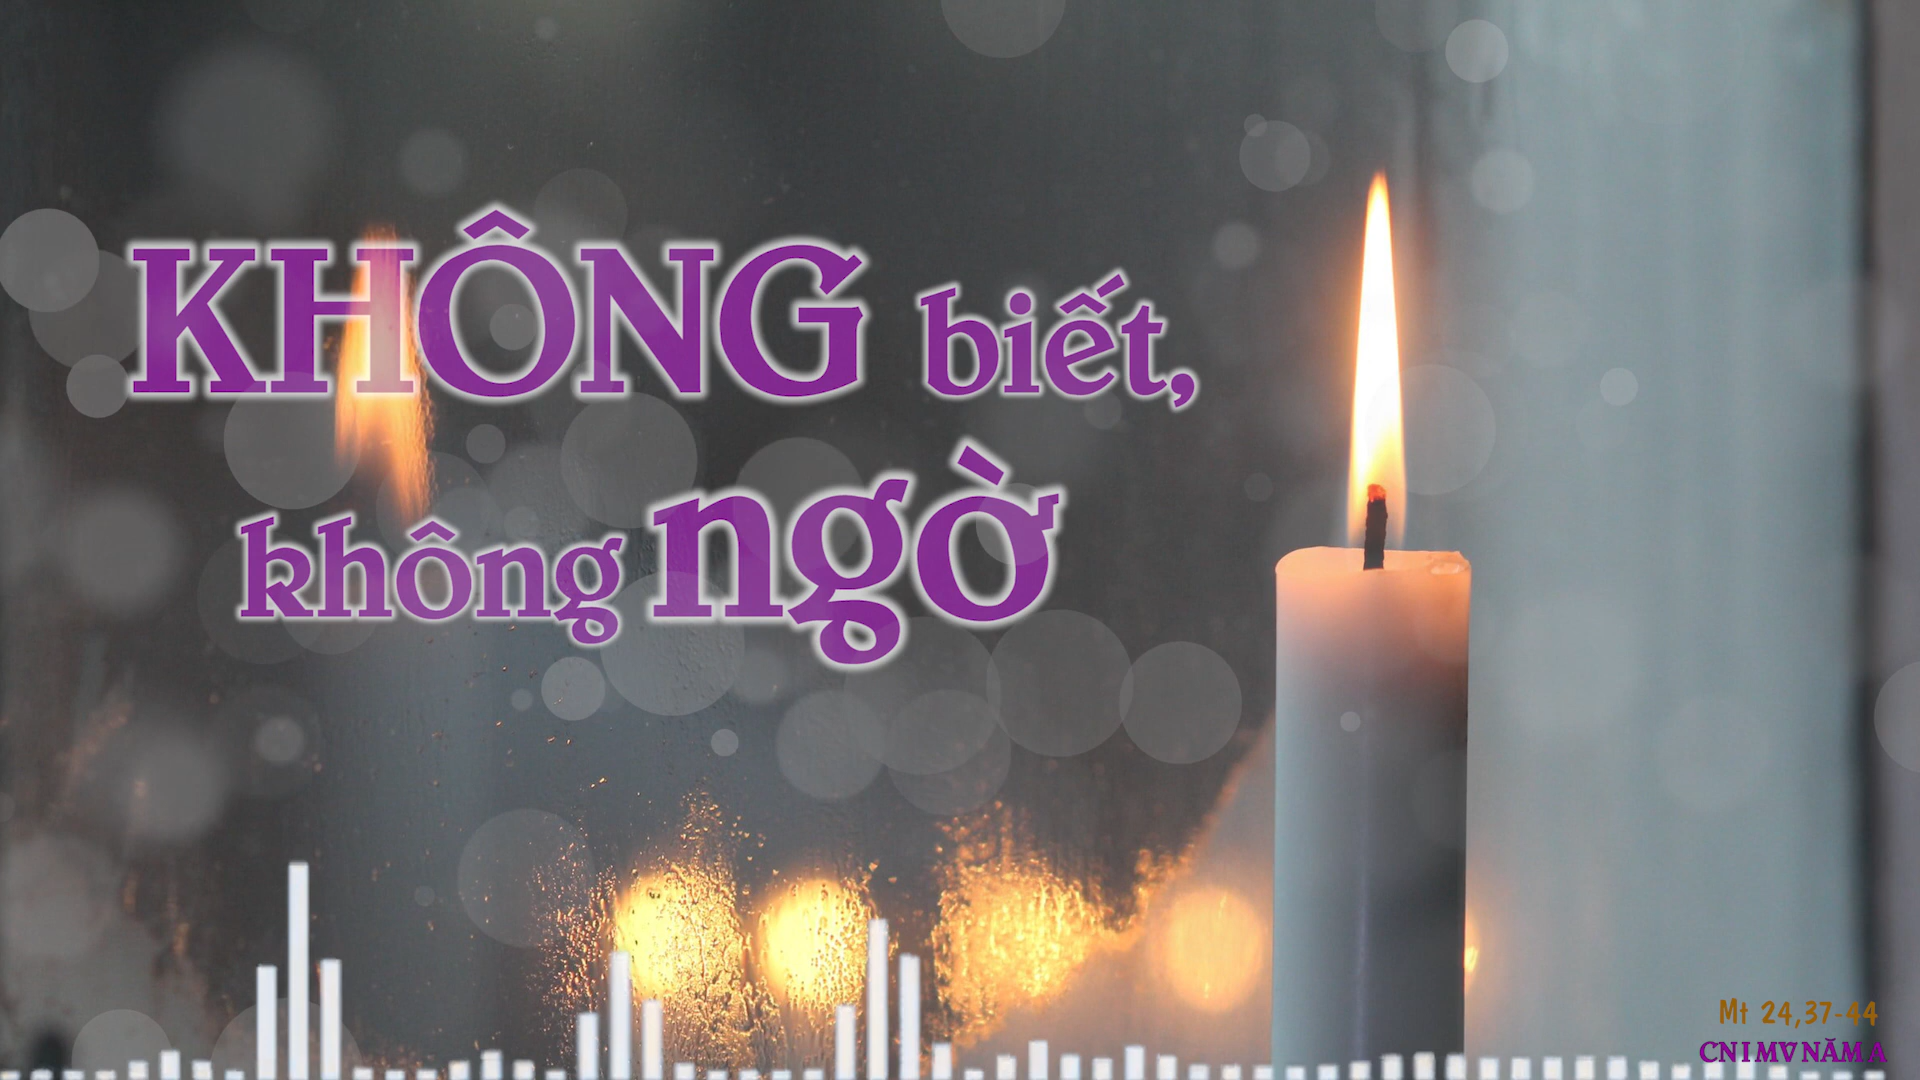 KHÔNG biết,
không ngờ
Mt 24,37-44
CN I MV NĂM A